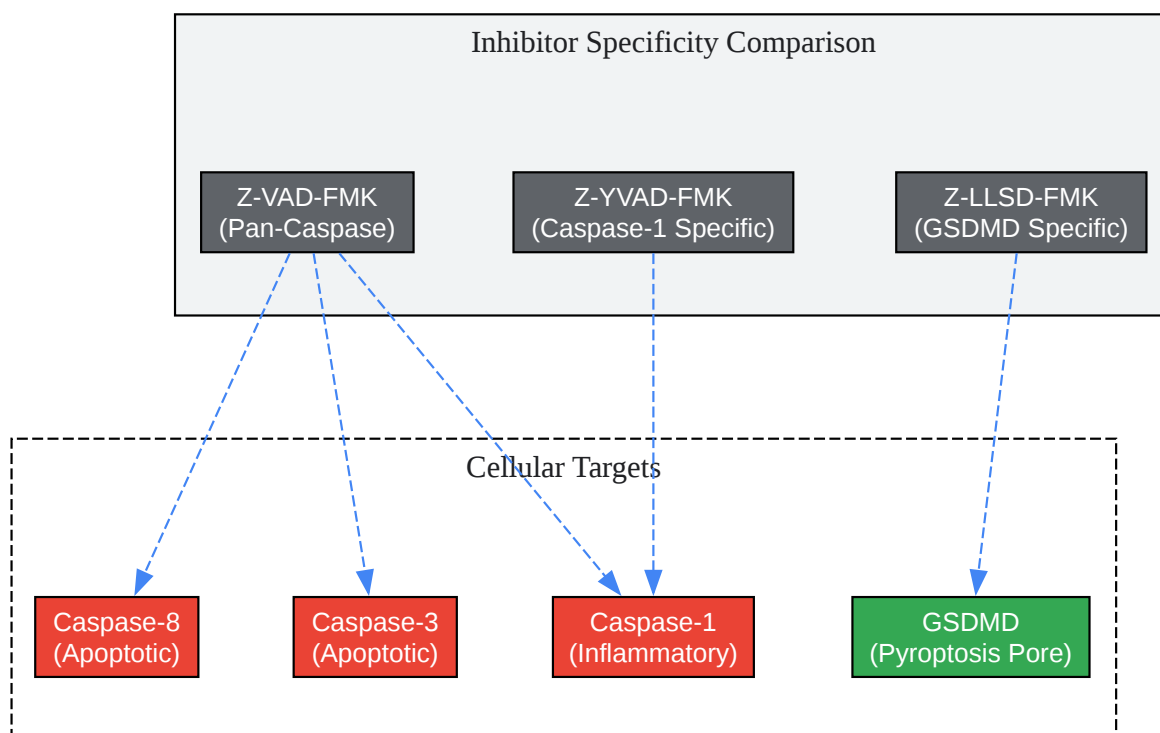 Inhibitor Specificity Comparison
Z-VAD-FMK
(Pan-Caspase)
Z-YVAD-FMK
(Caspase-1 Specific)
Z-LLSD-FMK
(GSDMD Specific)
Cellular Targets
Caspase-8
(Apoptotic)
Caspase-3
(Apoptotic)
Caspase-1
(Inflammatory)
GSDMD
(Pyroptosis Pore)